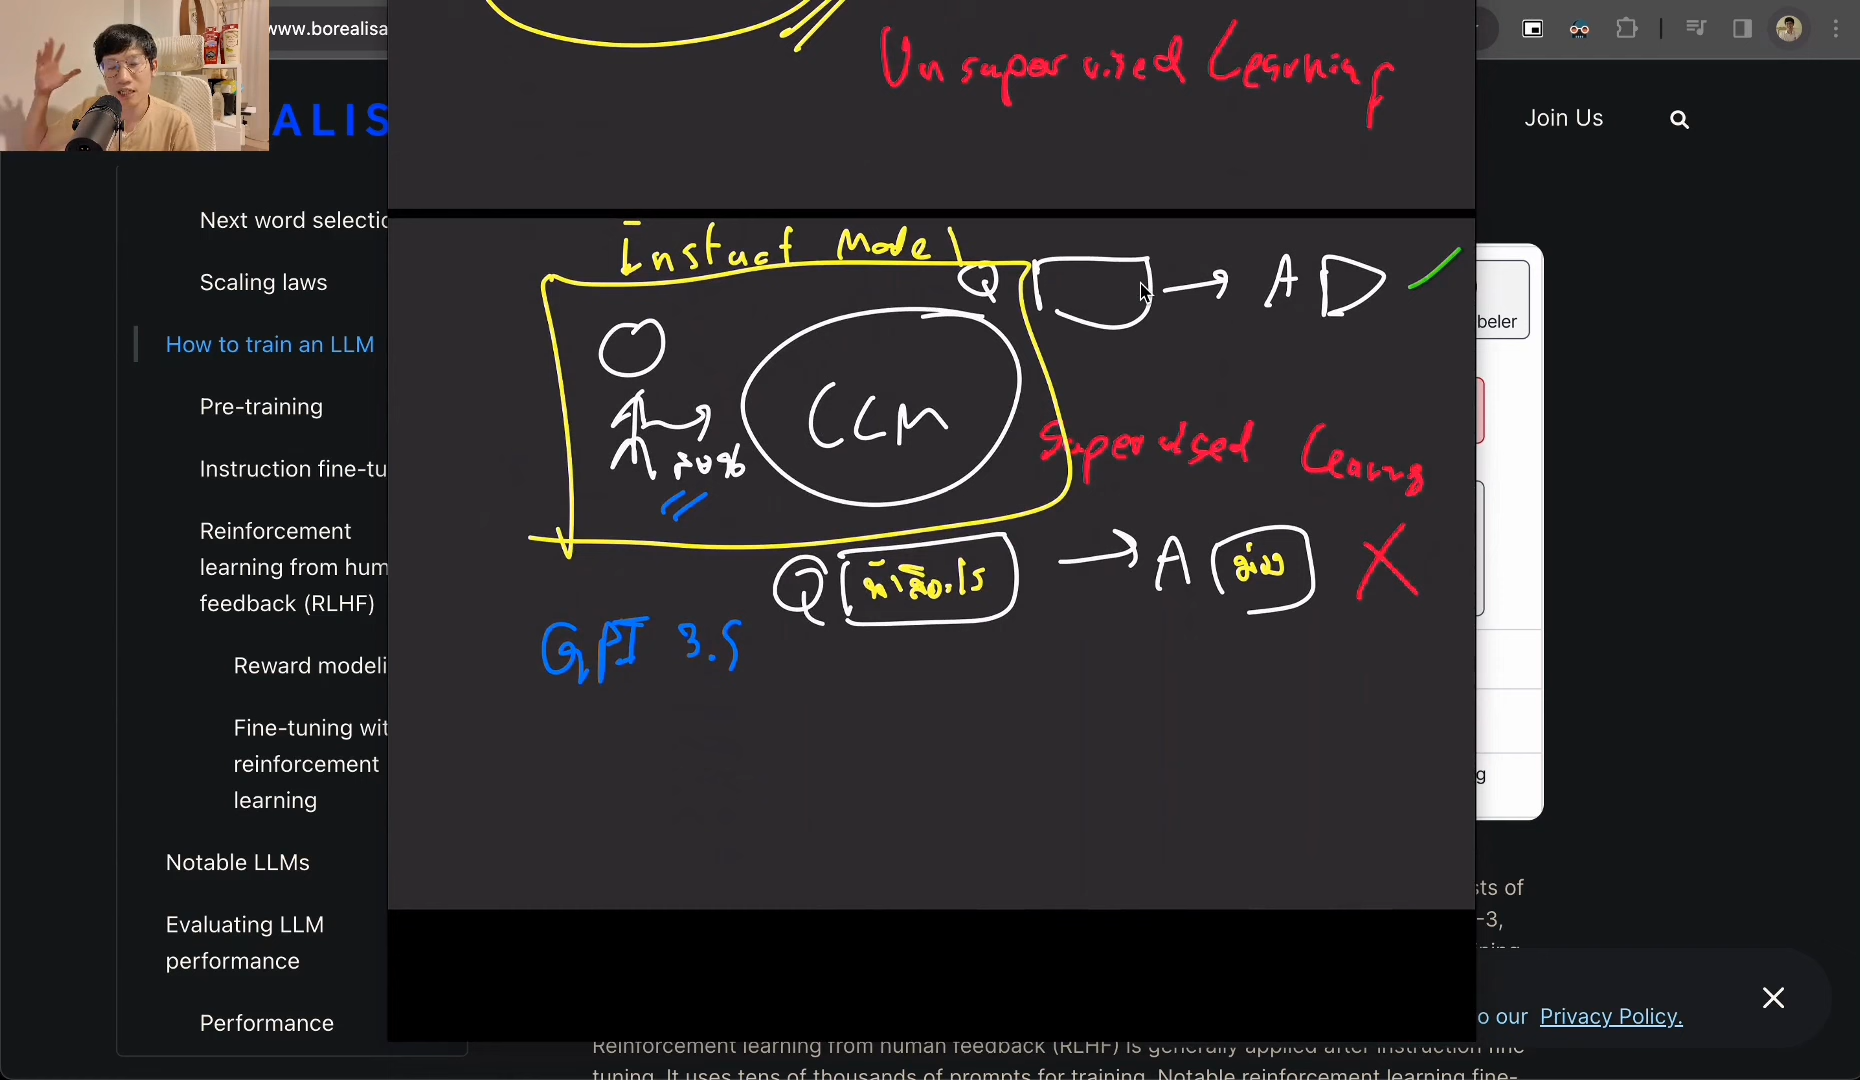 www.borealisa
ALIS
Join Us
Unsupervised Learning
Next word selectio
Scaling laws
How to train an LLM
Pre-training
Instruction fine-tu
Reinforcement
learning from hum
feedback (RLHF)
Reward modeli
Fine-tuning wit
reinforcement
learning
Notable LLMs
Evaluating LLM
performance
Performance
Instuct Model
Q → A
LLM
Supervised Learning
Q → A
GPT 3.5
beler
g
sts of
-3,
o our Privacy Policy.
Reinforcement learning from human feedback (RLHF) is generally applied after instruction fine
tuning. It uses tens of thousands of prompts for training. Notable reinforcement learning fine-